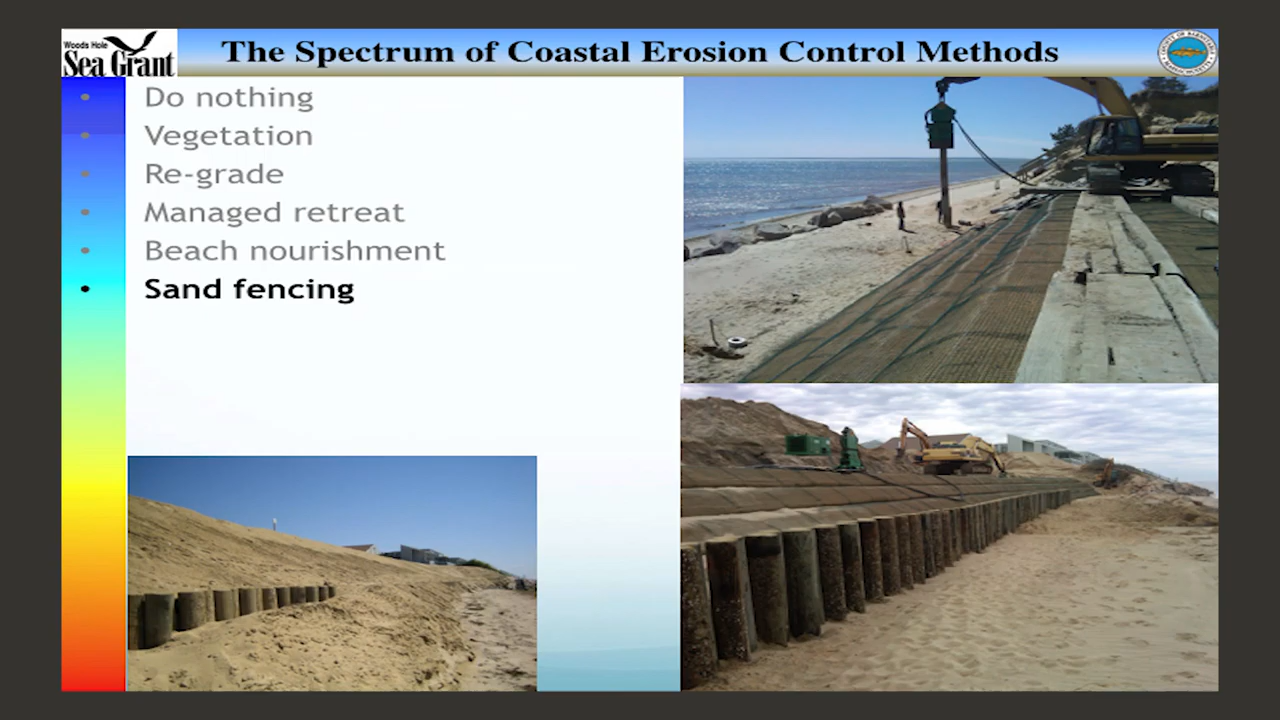 Woods Hole
Sea Grant
The Spectrum of Coastal Erosion Control Methods
• Do nothing
• Vegetation
• Re-grade
• Managed retreat
• Beach nourishment
• Sand fencing